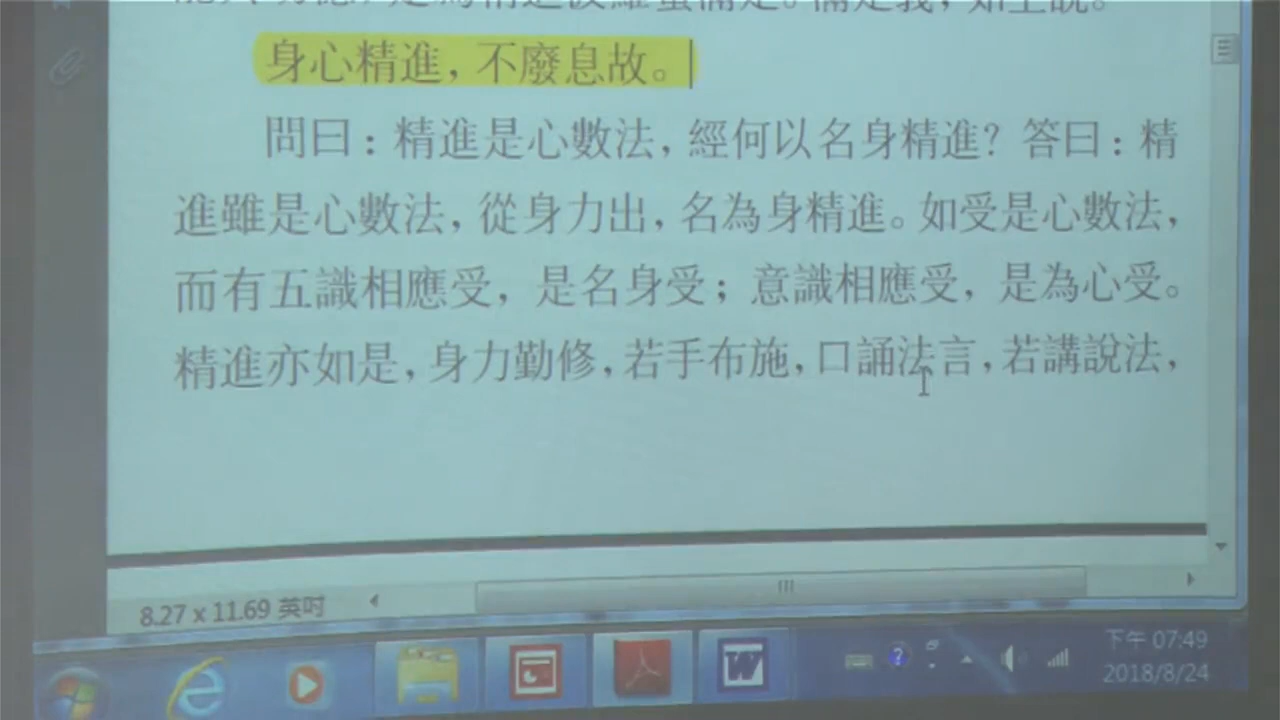 身心精進，不廢息故。
問曰：精進是心數法，經何以名身精進？答曰：精
進雖是心數法，從身力出，名為身精進。如受是心數法，
而有五識相應受，是名身受；意識相應受，是為心受。
精進亦如是，身力勤修，若手布施，口誦法言，若講說法，
8.27 x 11.69 英吋
下午 07:49
2018/8/24